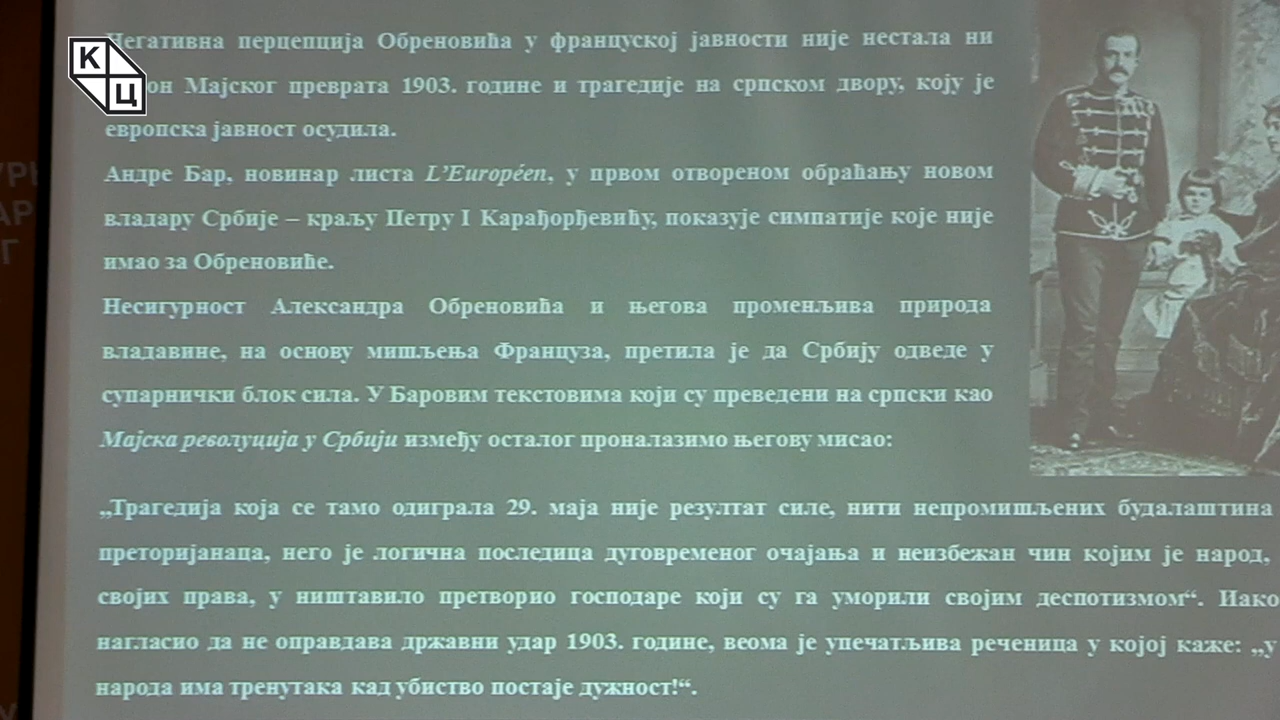 К
Ц
Негативна перцепција Обреновића у француској јавности није нестала ни
Мајског преврата 1903. године и трагедије на српском двору, коју је
европска јавност осудила.
Андре Бар, новинар листа L’Européen, у првом отвореном обраћању новом
владару Србије – краљу Петру I Карађорђевићу, показује симпатије које није
имао за Обреновиће.
Несигурност Александра Обреновића и његова променљива природа
владавине, на основу мишљења Француза, претила је да Србију одведе у
супарнички блок сила. У Баровим текстовима који су преведени на српски као
Мајска револуција у Србији између осталог проналазимо његову мисао:
„Трагедија која се тамо одиграла 29. маја није резултат силе, нити непромишљених будалаштина
преторијанаца, него је логична последица дуговременог очајања и неизбежан чин којим је народ,
својих права, у ништавило претворио господаре који су га уморили својим деспотизмом“. Иако
нагласио да не оправдава државни удар 1903. године, веома је упечатљива реченица у којој каже: „у
народа има тренутака кад убиство постаје дужност!“.